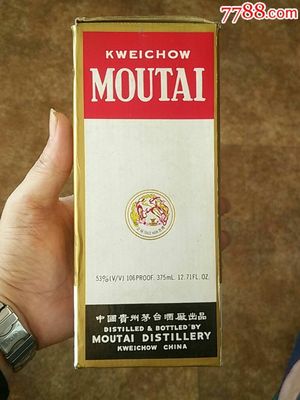 7788.com
KWEICHOW
MOUTAI
53%(V/V) 106PROOF, 375mL, 12.71FL.OZ.
中國貴州茅台酒廠出品
DISTILLED & BOTTLED BY
MOUTAI DISTILLERY
KWEICHOW CHINA